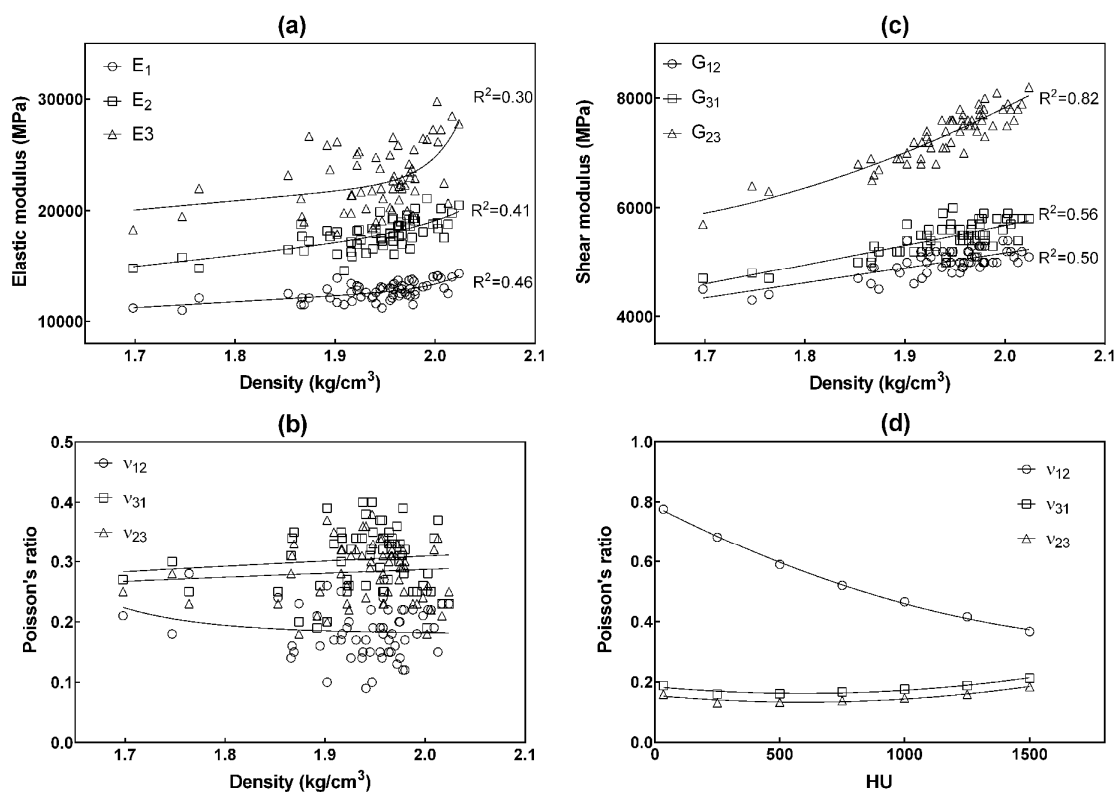 (a)
E1
E2
E3
R2=0.30
R2=0.41
R2=0.46
30000
20000
10000
Elastic modulus (MPa)
1.7 1.8 1.9 2.0 2.1
Density (kg/cm3)
(c)
G12
G31
G23
R2=0.82
R2=0.56
R2=0.50
8000
6000
4000
Shear modulus (MPa)
1.7 1.8 1.9 2.0 2.1
Density (kg/cm3)
(b)
ν12
ν31
ν23
0.5
0.4
0.3
0.2
0.1
0.0
Poisson's ratio
1.7 1.8 1.9 2.0 2.1
Density (kg/cm3)
(d)
ν12
ν31
ν23
1.0
0.8
0.6
0.4
0.2
0.0
Poisson's ratio
0 500 1000 1500
HU